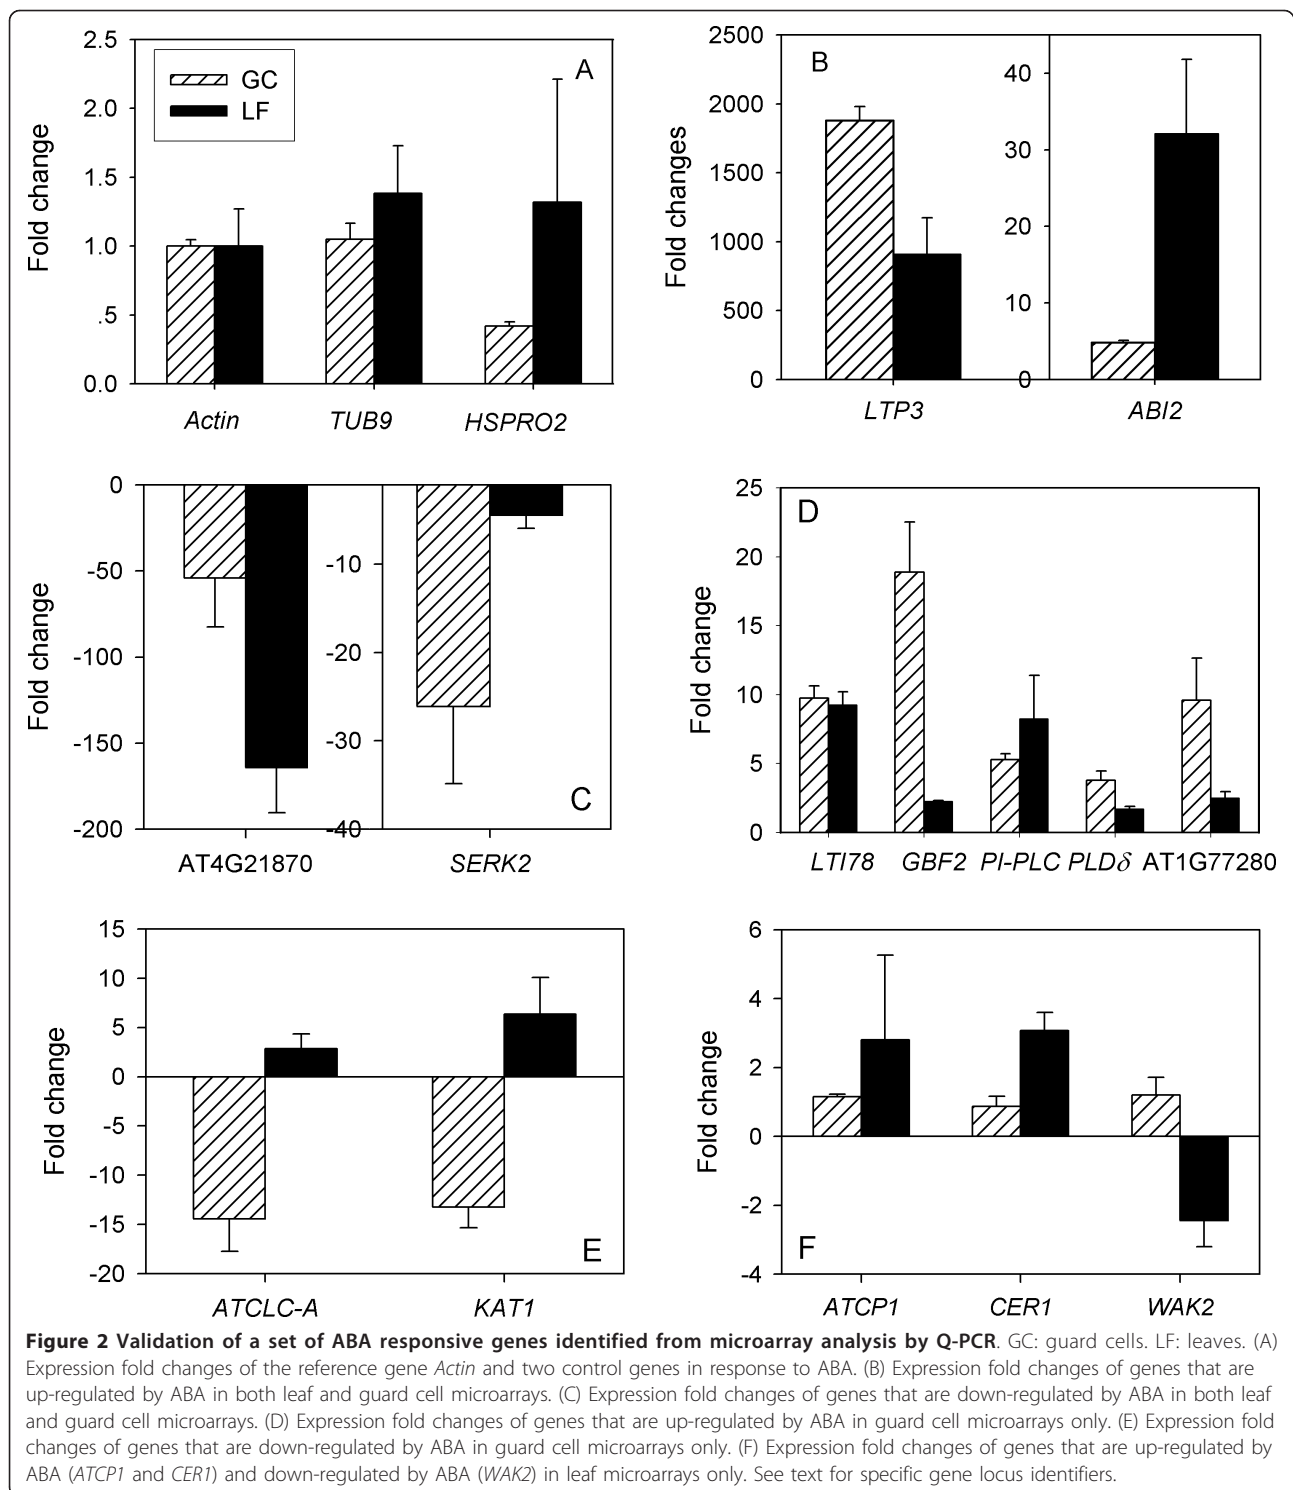 2.5
2.0
1.5
1.0
.5
0.0
Fold change
GC
LF
A
Actin TUB9 HSPRO2
2500
2000
1500
1000
500
0
Fold changes
B
40
30
20
10
0
LTP3 ABI2
0
-50
-100
-150
-200
Fold change
-10
-20
-30
-40
C
AT4G21870 SERK2
25
20
15
10
5
0
Fold change
D
LTI78 GBF2 PI-PLC PLDδ AT1G77280
15
10
5
0
-5
-10
-15
-20
Fold change
E
ATCLC-A KAT1
6
4
2
0
-2
-4
Fold change
F
ATCP1 CER1 WAK2
Figure 2 Validation of a set of ABA responsive genes identified from microarray analysis by Q-PCR. GC: guard cells. LF: leaves. (A)
Expression fold changes of the reference gene Actin and two control genes in response to ABA. (B) Expression fold changes of genes that are
up-regulated by ABA in both leaf and guard cell microarrays. (C) Expression fold changes of genes that are down-regulated by ABA in both leaf
and guard cell microarrays. (D) Expression fold changes of genes that are up-regulated by ABA in guard cell microarrays only. (E) Expression fold
changes of genes that are down-regulated by ABA in guard cell microarrays only. (F) Expression fold changes of genes that are up-regulated by
ABA (ATCP1 and CER1) and down-regulated by ABA (WAK2) in leaf microarrays only. See text for specific gene locus identifiers.